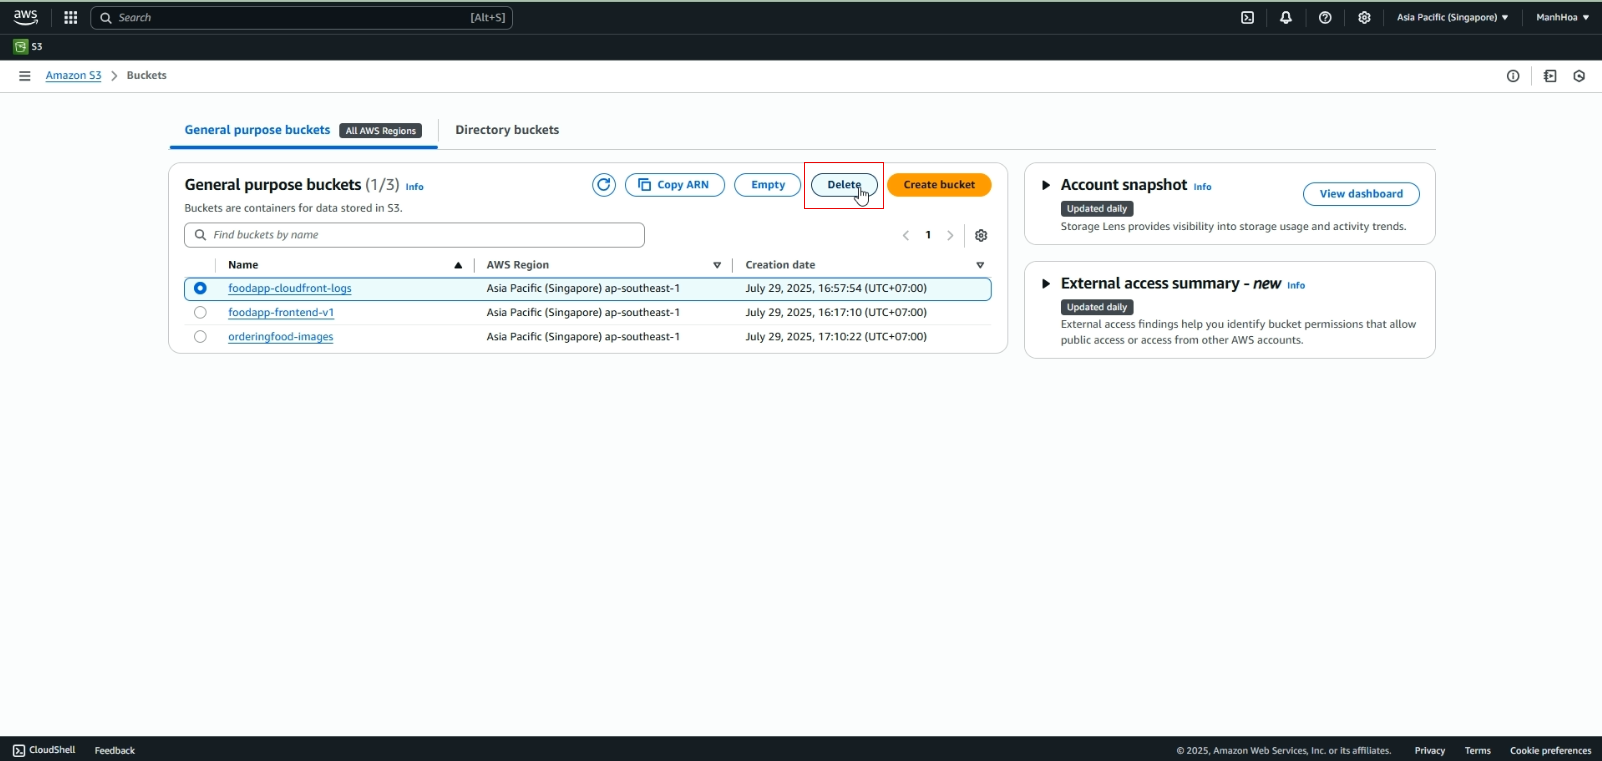 aws Search [Alt+S] Asia Pacific (Singapore) ManhHoa
S3
Amazon S3 Buckets
General purpose buckets All AWS Regions Directory buckets
General purpose buckets (1/3) Info Copy ARN Empty Delete Create bucket
Buckets are containers for data stored in S3.
Find buckets by name 1
Name AWS Region Creation date
foodapp-cloudfront-logs Asia Pacific (Singapore) ap-southeast-1 July 29, 2025, 16:57:54 (UTC+07:00)
foodapp-frontend-v1 Asia Pacific (Singapore) ap-southeast-1 July 29, 2025, 16:17:10 (UTC+07:00)
orderingfood-images Asia Pacific (Singapore) ap-southeast-1 July 29, 2025, 17:10:22 (UTC+07:00)
Account snapshot Info View dashboard
Updated daily
Storage Lens provides visibility into storage usage and activity trends.
External access summary - new Info
Updated daily
External access findings help you identify bucket permissions that allow
public access or access from other AWS accounts.
CloudShell Feedback © 2025, Amazon Web Services, Inc. or its affiliates. Privacy Terms Cookie preferences